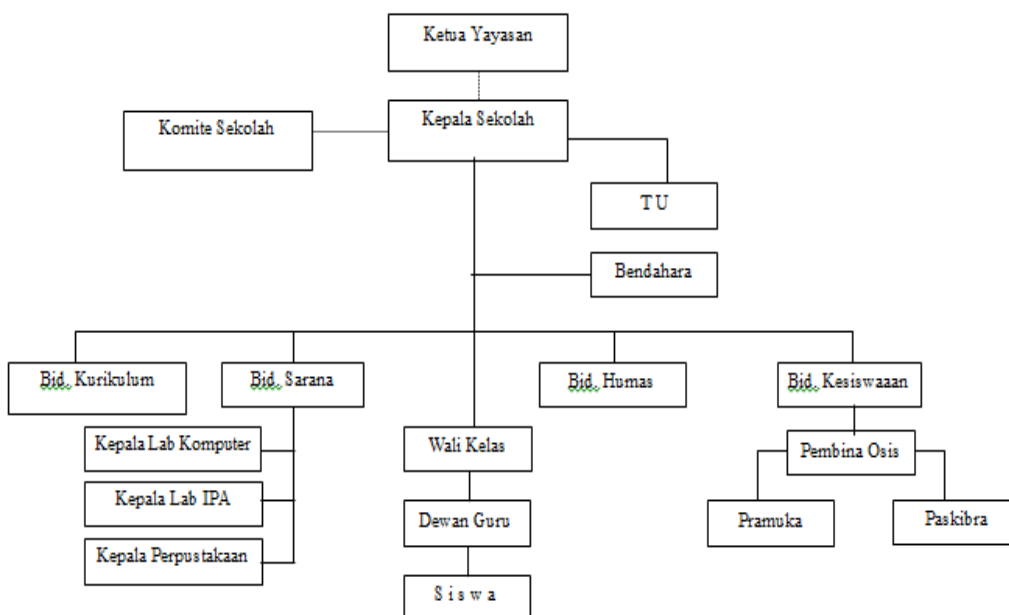 Ketua Yayasan
Kepala Sekolah
Komite Sekolah
T U
Bendahara
Bid. Kurikulum
Bid. Sarana
Bid. Humas
Bid. Kesiswaaan
Kepala Lab Komputer
Wali Kelas
Pembina Osis
Kepala Lab IPA
Dewan Guru
Pramuka
Paskibra
Kepala Perpustakaan
S i s w a